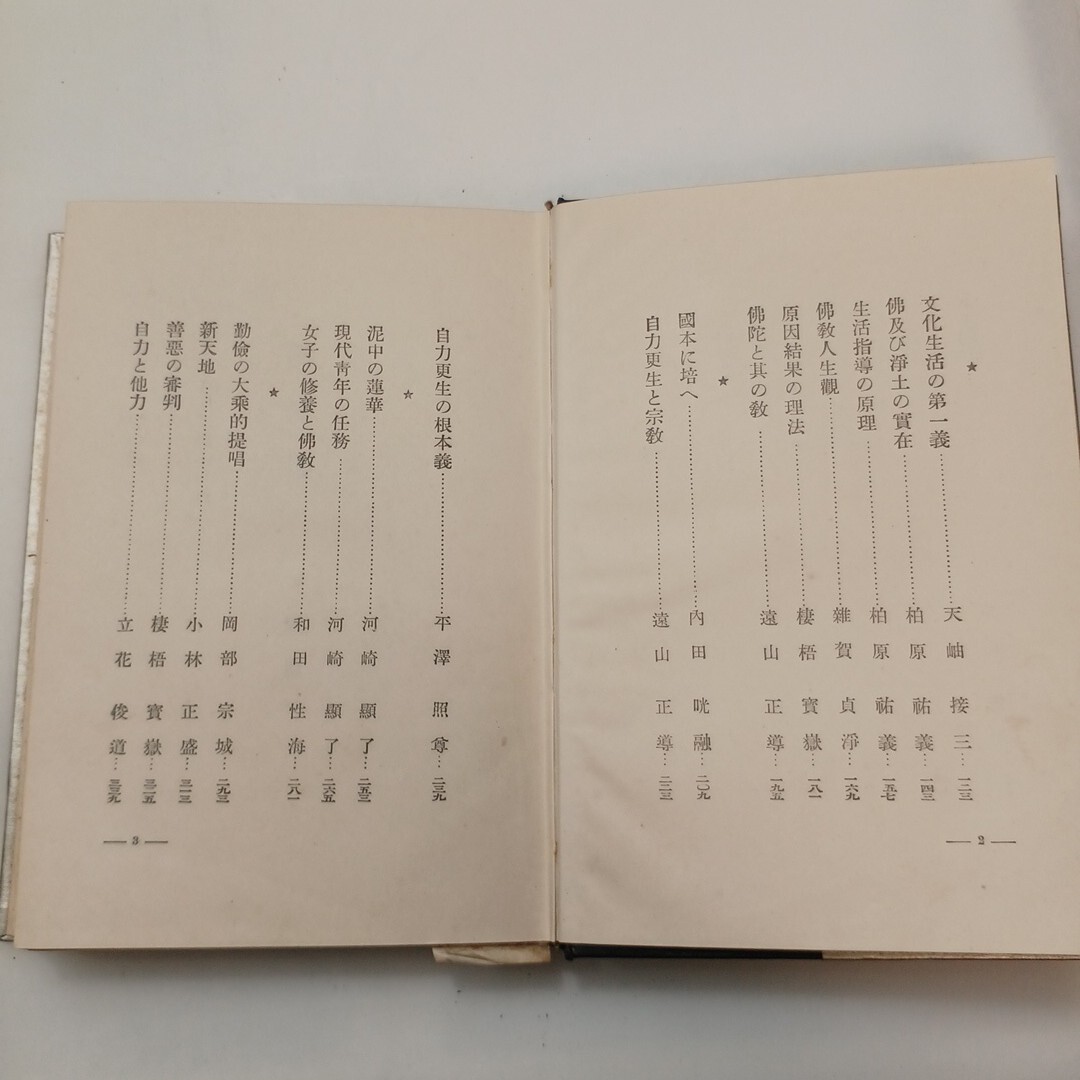 ★
文化生活の第一義……天岫接三…一二三
佛及び淨土の實在……柏原祐義…一四三
生活指導の原理……柏原祐義…一五七
佛教人生觀……雜賀貞淨…一六九
原因結果の理法……棲梧寶嶽…一八一
佛陀と其の教……遠山正導…一九五
★
國本に培へ……內田晄融…二〇九
自力更生と宗教……遠山正導…二二三
— 2 —
自力更生の根本義……平澤照尊…二三九
★
泥中の蓮華……河崎顯了…二五三
現代靑年の任務……河崎顯了…二六五
女子の修養と佛教……和田性海…二八一
★
勤儉の大乘的提唱……岡部宗城…二九三
新天地……小林正盛…三一三
善惡の審判……棲梧寶嶽…三二五
自力と他力……立花俊道…三三九
— 3 —